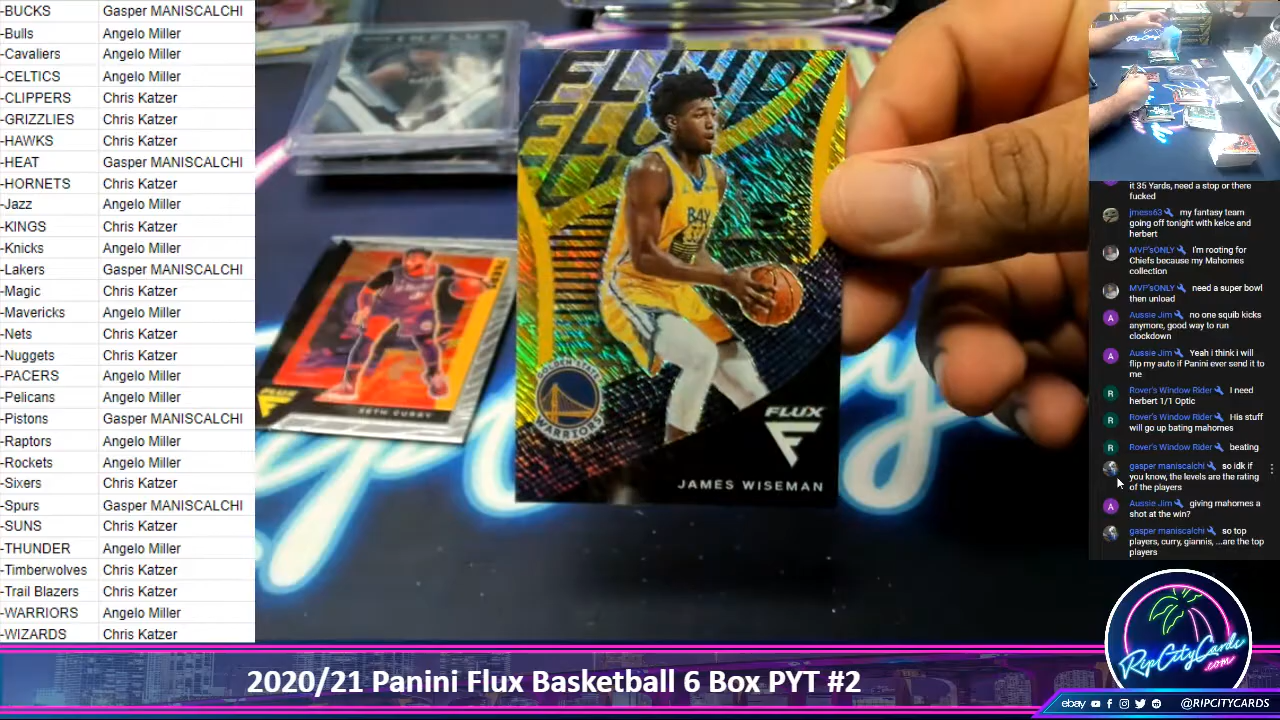 -BUCKS Gasper MANISCALCHI
-Bulls Angelo Miller
-Cavaliers Angelo Miller
-CELTICS Angelo Miller
-CLIPPERS Chris Katzer
-GRIZZLIES Chris Katzer
-HAWKS Chris Katzer
-HEAT Gasper MANISCALCHI
-HORNETS Chris Katzer
-Jazz Angelo Miller
-KINGS Chris Katzer
-Knicks Angelo Miller
-Lakers Gasper MANISCALCHI
-Magic Chris Katzer
-Mavericks Angelo Miller
-Nets Chris Katzer
-Nuggets Chris Katzer
-PACERS Angelo Miller
-Pelicans Angelo Miller
-Pistons Gasper MANISCALCHI
-Raptors Angelo Miller
-Rockets Angelo Miller
-Sixers Chris Katzer
-Spurs Gasper MANISCALCHI
-SUNS Chris Katzer
-THUNDER Angelo Miller
-Timberwolves Chris Katzer
-Trail Blazers Chris Katzer
-WARRIORS Angelo Miller
-WIZARDS Chris Katzer
FLUID
BAY
GOLDEN STATE
WARRIORS
FLUX
JAMES WISEMAN
FLUX
SETH CURRY
it 35 Yards, need a stop or there
fucked
jmess63 my fantasy team
going off tonight with kelce and
herbert
MVP'sONLY I'm rooting for
Chiefs because my Mahomes
collection
MVP'sONLY need a super bowl
then unload
A Aussie Jim no one squib kicks
anymore, good way to run
clockdown
A Aussie Jim Yeah i think i will
flip my auto if Panini ever send it to
me
R Rover's Window Rider I need
herbert 1/1 Optic
R Rover's Window Rider His stuff
will go up bating mahomes
R Rover's Window Rider beating
gasper maniscalchi so idk if
you know, the levels are the rating
of the players
A Aussie Jim giving mahomes a
shot at the win?
gasper maniscalchi so top
players, curry, giannis, ...are the top
players
RipCityCards
.com
2020/21 Panini Flux Basketball 6 Box PYT #2
ebay @RIPCITYCARDS